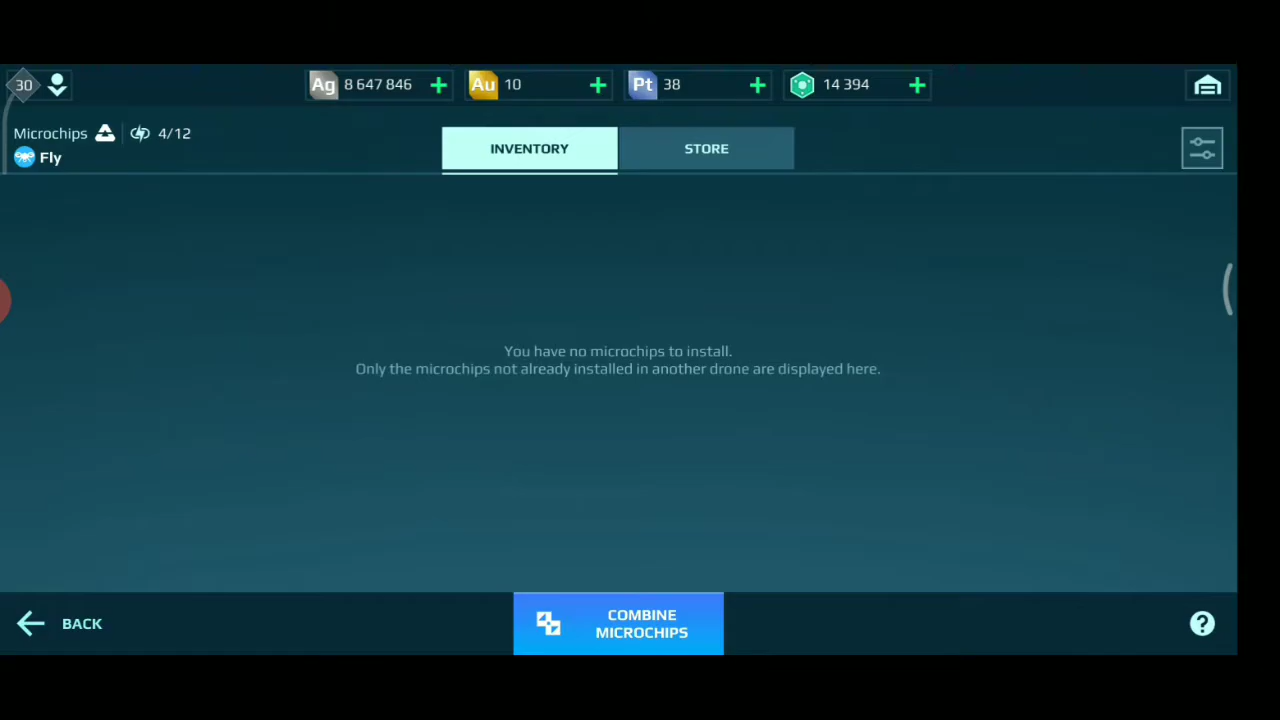 30
Ag 8 647 846
Au 10
Pt 38
14 394
Microchips 4/12
Fly
INVENTORY
STORE
You have no microchips to install.
Only the microchips not already installed in another drone are displayed here.
BACK
COMBINE
MICROCHIPS
?